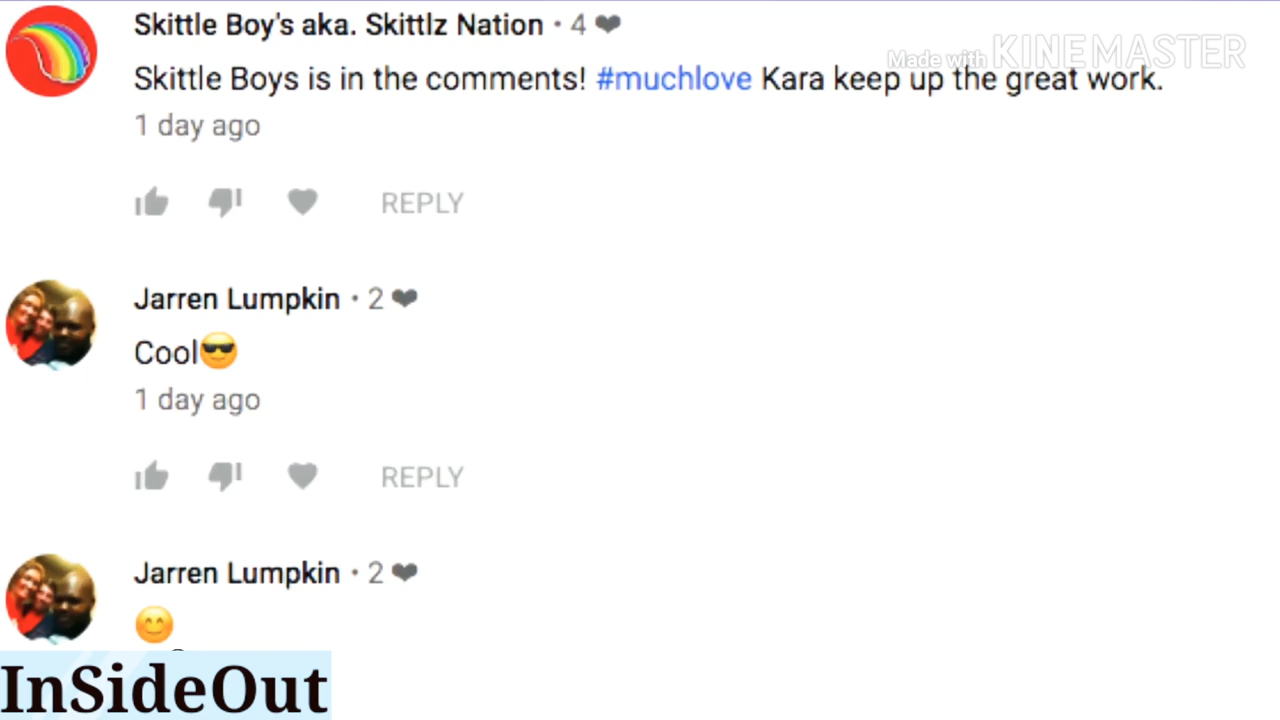 Skittle Boy's aka. Skittlz Nation • 4 ❤
Made with KINEMASTER
Skittle Boys is in the comments! #muchlove Kara keep up the great work.
1 day ago
REPLY
Jarren Lumpkin • 2 ❤
Cool😎
1 day ago
REPLY
Jarren Lumpkin • 2 ❤
😊
InSideOut